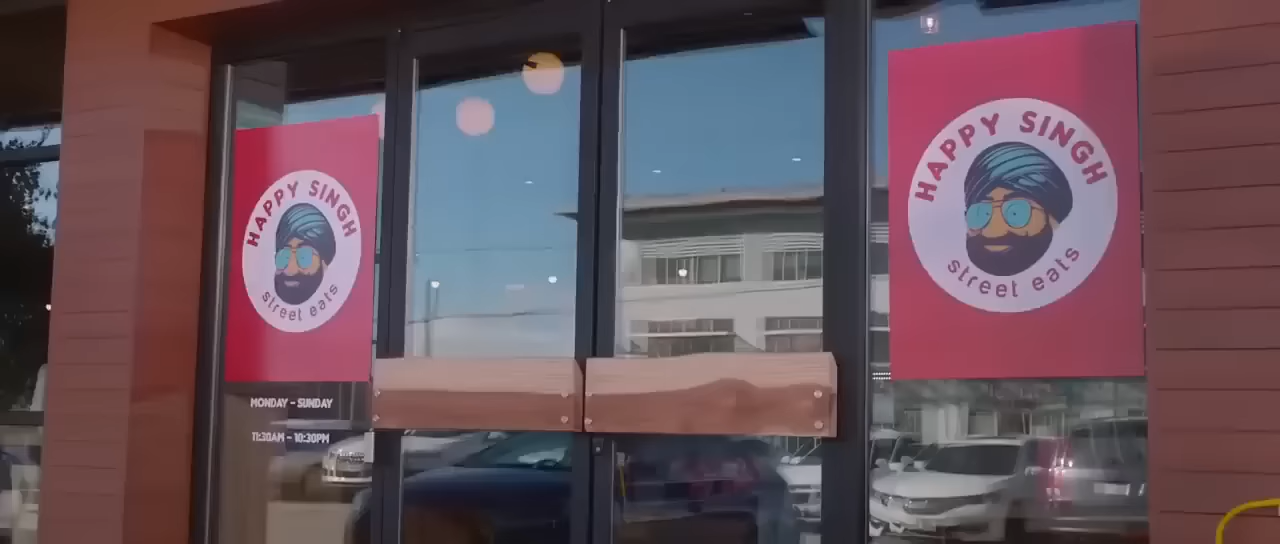 HAPPY SINGH
street eats
MONDAY - SUNDAY
11:30AM - 10:30PM
HAPPY SINGH
street eats